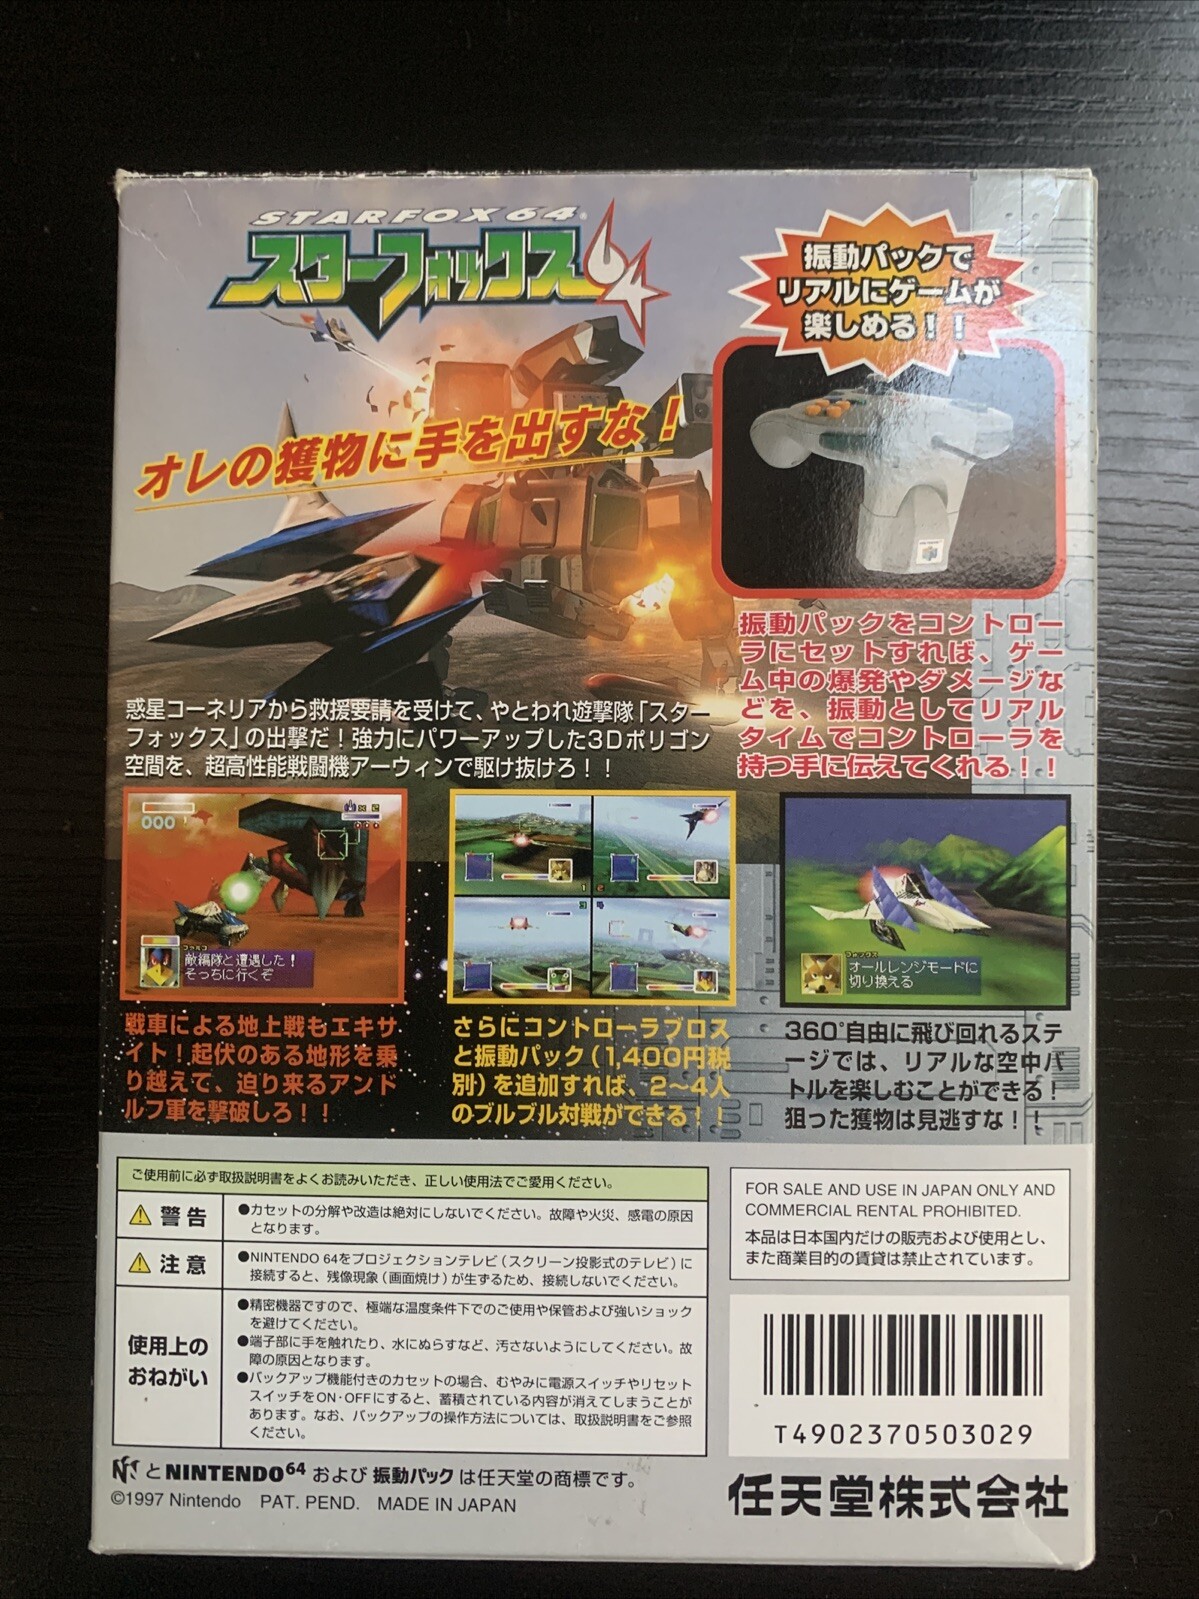 STARFOX 64
スターフォックス64
振動パックで
リアルにゲームが
楽しめる!!
オレの獲物に手を出すな!
振動パックをコントロー
ラにセットすれば、ゲー
ム中の爆発やダメージな
どを、振動としてリアル
タイムでコントローラを
持つ手に伝えてくれる!!
惑星コーネリアから救援要請を受けて、やとわれ遊撃隊「スター
フォックス」の出撃だ!強力にパワーアップした3Dポリゴン
空間を、超高性能戦闘機アーウィンで駆け抜けろ!!
000
× 2
ファルコ
敵編隊と遭遇した!
そっちに行くぞ
1
2
3
4
フォックス
オールレンジモードに
切り換える
戦車による地上戦もエキサ
イト!起伏のある地形を乗
り越えて、迫り来るアンド
ルフ軍を撃破しろ!!
さらにコントローラブロス
と振動パック(1,400円税
別)を追加すれば、2〜4人
のブルブル対戦ができる!!
360°自由に飛び回れるステ
ージでは、リアルな空中バ
トルを楽しむことができる!
狙った獲物は見逃すな!!
ご使用前に必ず取扱説明書をよくお読みいただき、正しい使用法でご愛用ください。
警告
●カセットの分解や改造は絶対にしないでください。故障や火災、感電の原因
となります。
注意
●NINTENDO 64をプロジェクションテレビ(スクリーン投影式のテレビ)に
接続すると、残像現象(画面焼け)が生ずるため、接続しないでください。
使用上の
おねがい
●精密機器ですので、極端な温度条件下でのご使用や保管および強いショック
を避けてください。
●端子部に手を触れたり、水にぬらすなど、汚さないようにしてください。故
障の原因となります。
●バックアップ機能付きのカセットの場合、むやみに電源スイッチやリセット
スイッチをON・OFFにすると、蓄積されている内容が消えてしまうことが
あります。なお、バックアップの操作方法については、取扱説明書をご参照
ください。
FOR SALE AND USE IN JAPAN ONLY AND
COMMERCIAL RENTAL PROHIBITED.
本品は日本国内だけの販売および使用とし、
また商業目的の賃貸は禁止されています。
T4902370503029
とNINTENDO64および振動パックは任天堂の商標です。
©1997 Nintendo PAT. PEND. MADE IN JAPAN
任天堂株式会社